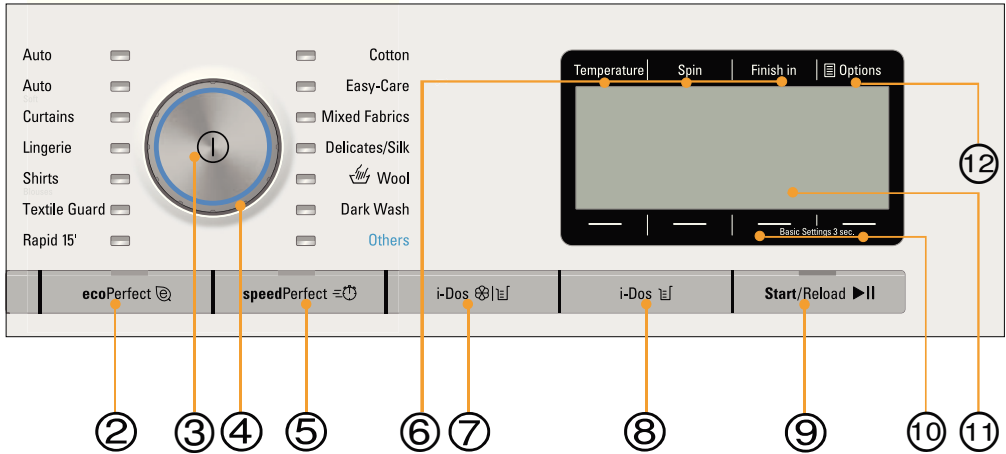 Auto
Cotton
Auto
Easy-Care
Curtains
Mixed Fabrics
Lingerie
Delicates/Silk
Shirts
Wool
Textile Guard
Dark Wash
Rapid 15'
Others
Temperature
Spin
Finish in
Options
Basic Settings 3 sec.
ecoPerfect
speedPerfect
i-Dos
i-Dos
Start/Reload
⑥
⑫
② ③ ④ ⑤ ⑦ ⑧ ⑨ ⑩ ⑪